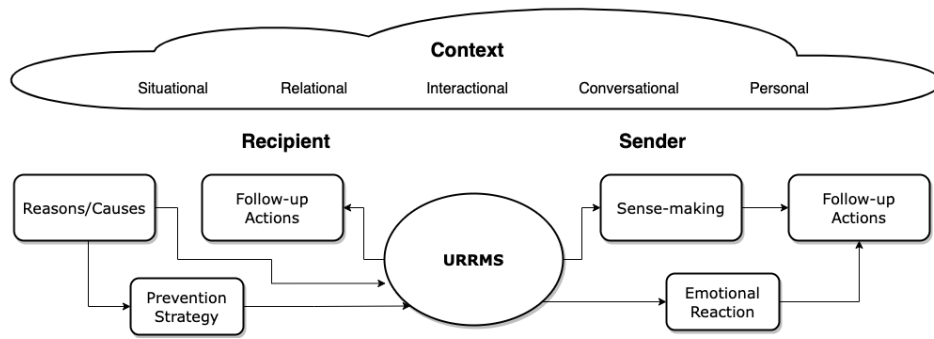 Context
Situational Relational Interactional Conversational Personal
Recipient Sender
Reasons/Causes
Follow-up
Actions
URRMS
Sense-making
Follow-up
Actions
Prevention
Strategy
Emotional
Reaction